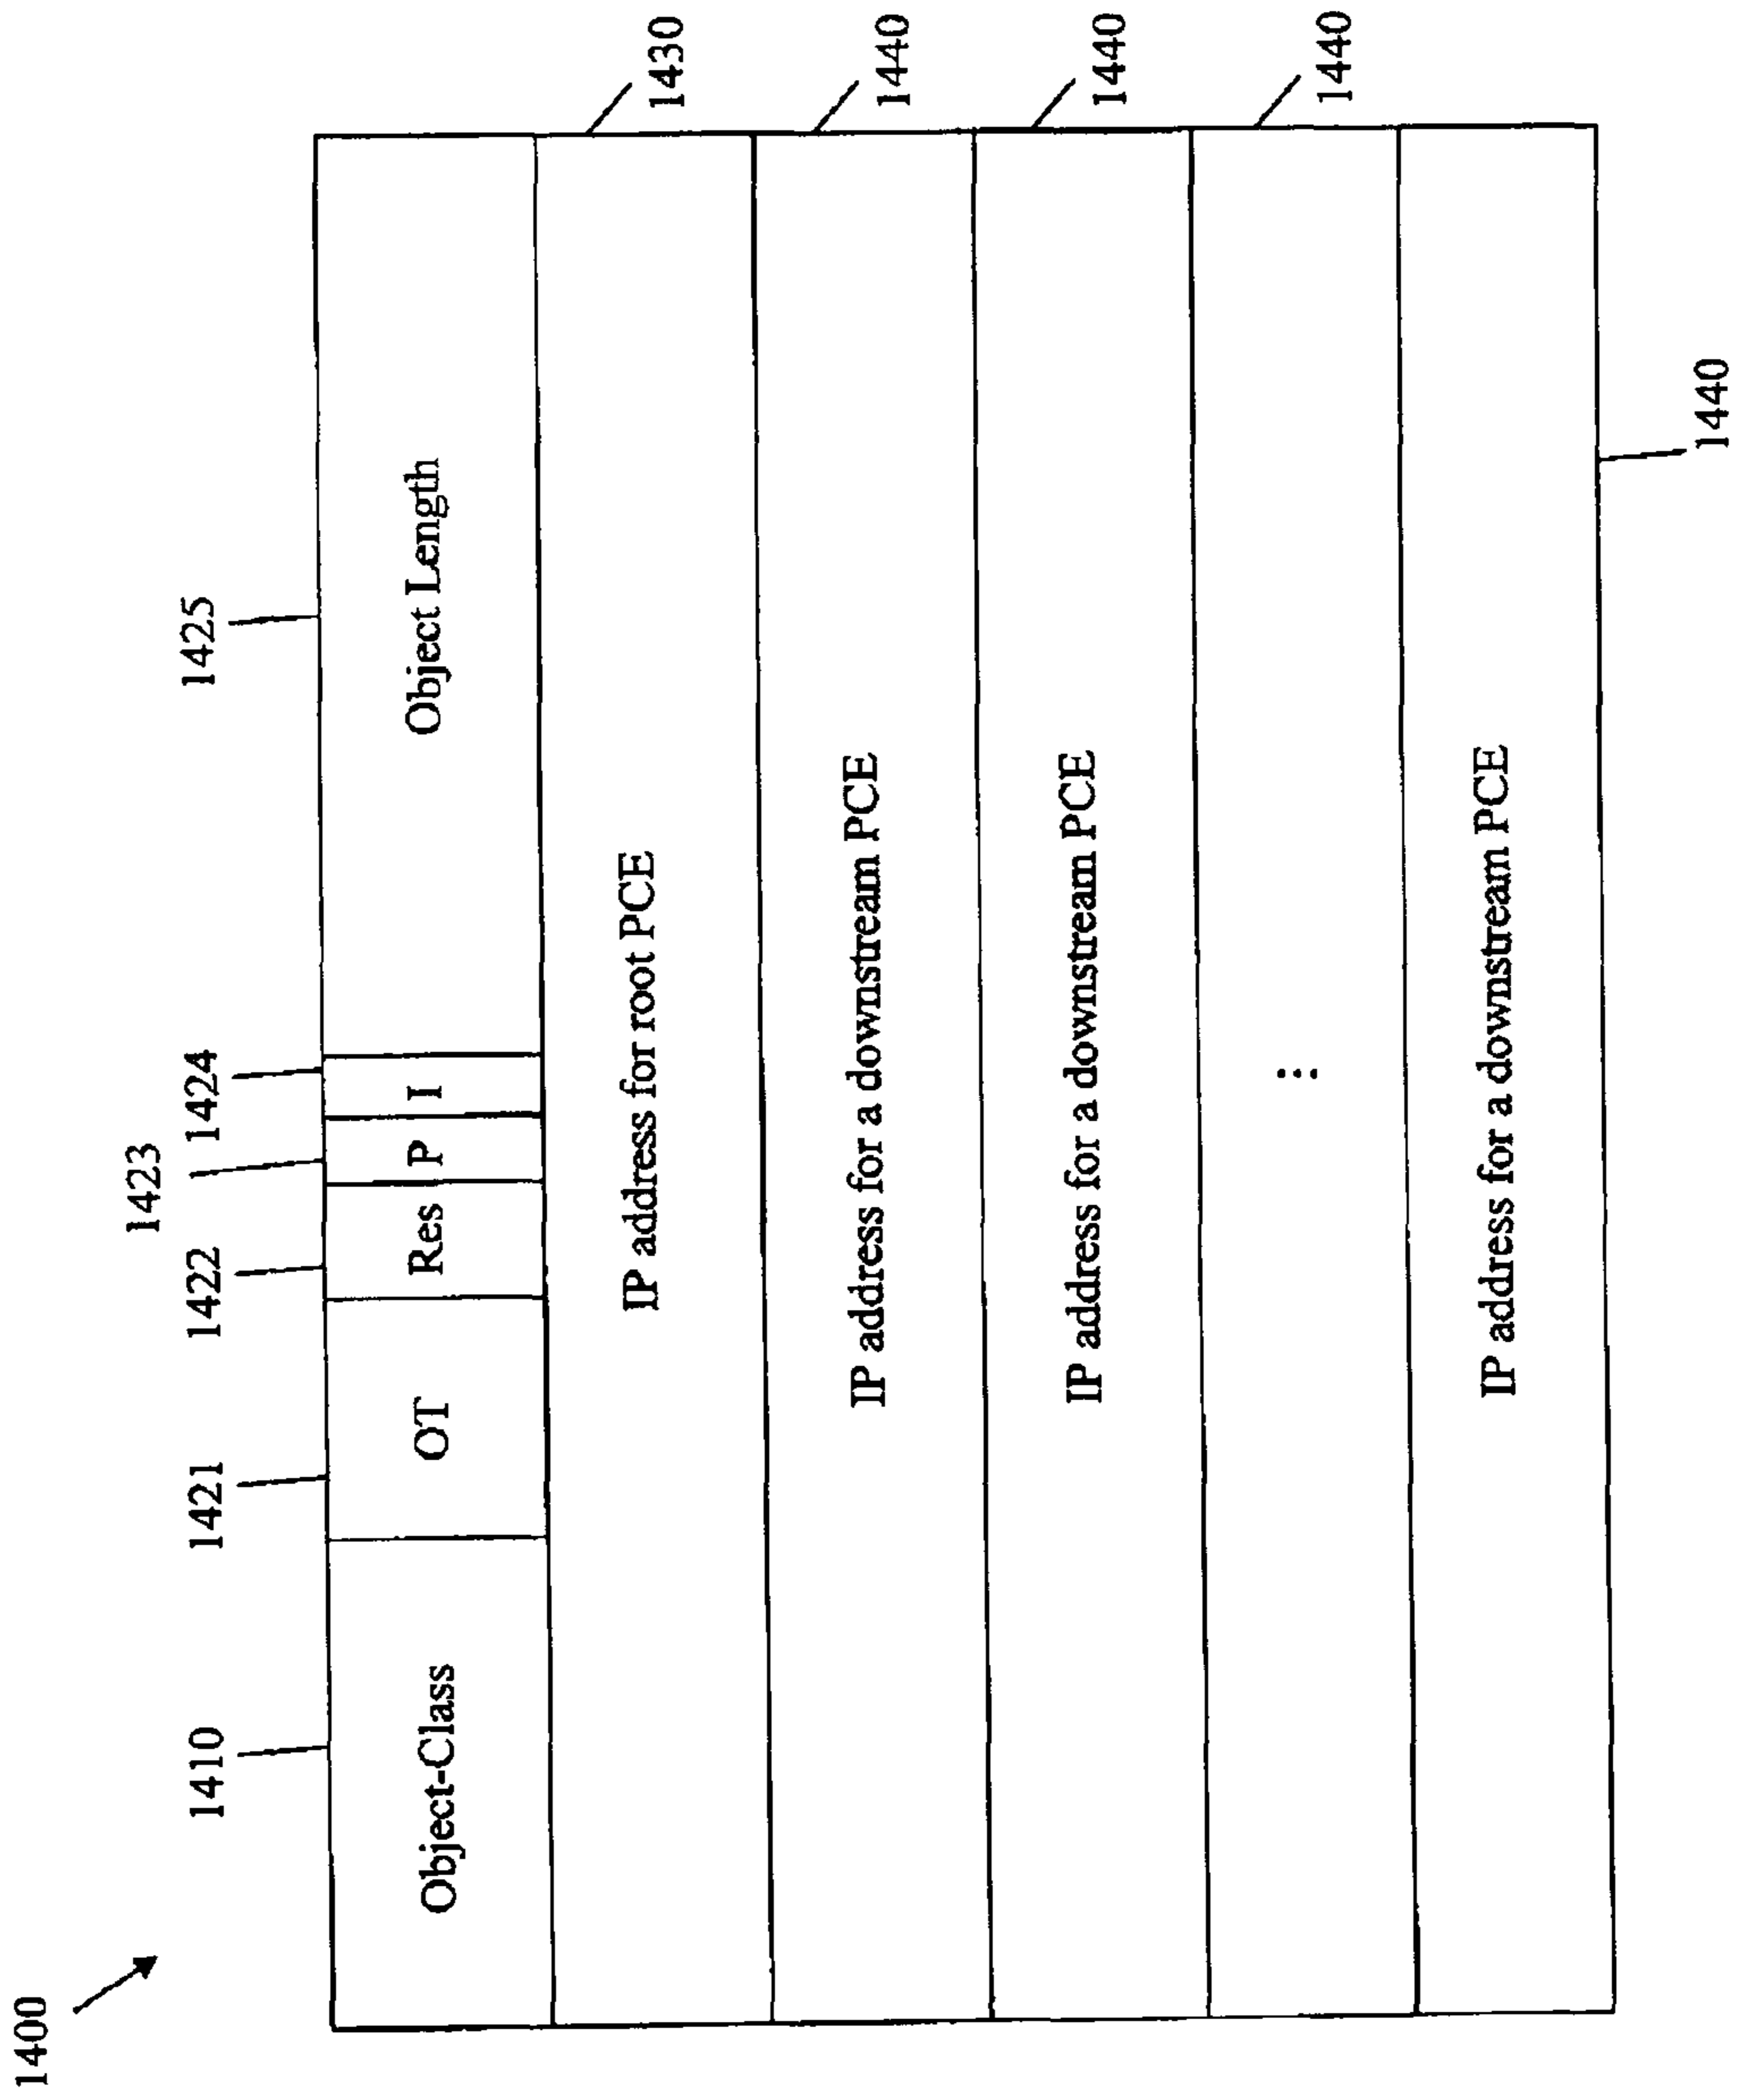 1400
1410
1421
1422
1423
1424
1425
Object-Class
OT
Res
P
I
Object Length
IP address for root PCE
1430
IP address for a downstream PCE
1440
IP address for a downstream PCE
1440
⋮
1440
IP address for a downstream PCE
1440